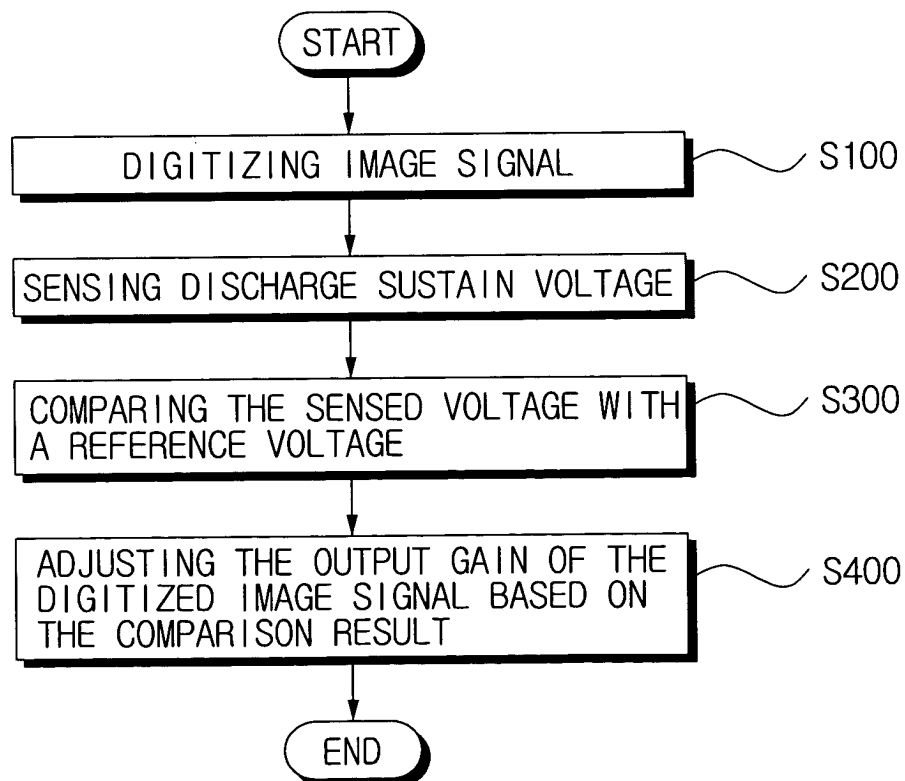 START
DIGITIZING IMAGE SIGNAL
S100
SENSING DISCHARGE SUSTAIN VOLTAGE
S200
COMPARING THE SENSED VOLTAGE WITH
A REFERENCE VOLTAGE
S300
ADJUSTING THE OUTPUT GAIN OF THE
DIGITIZED IMAGE SIGNAL BASED ON
THE COMPARISON RESULT
S400
END